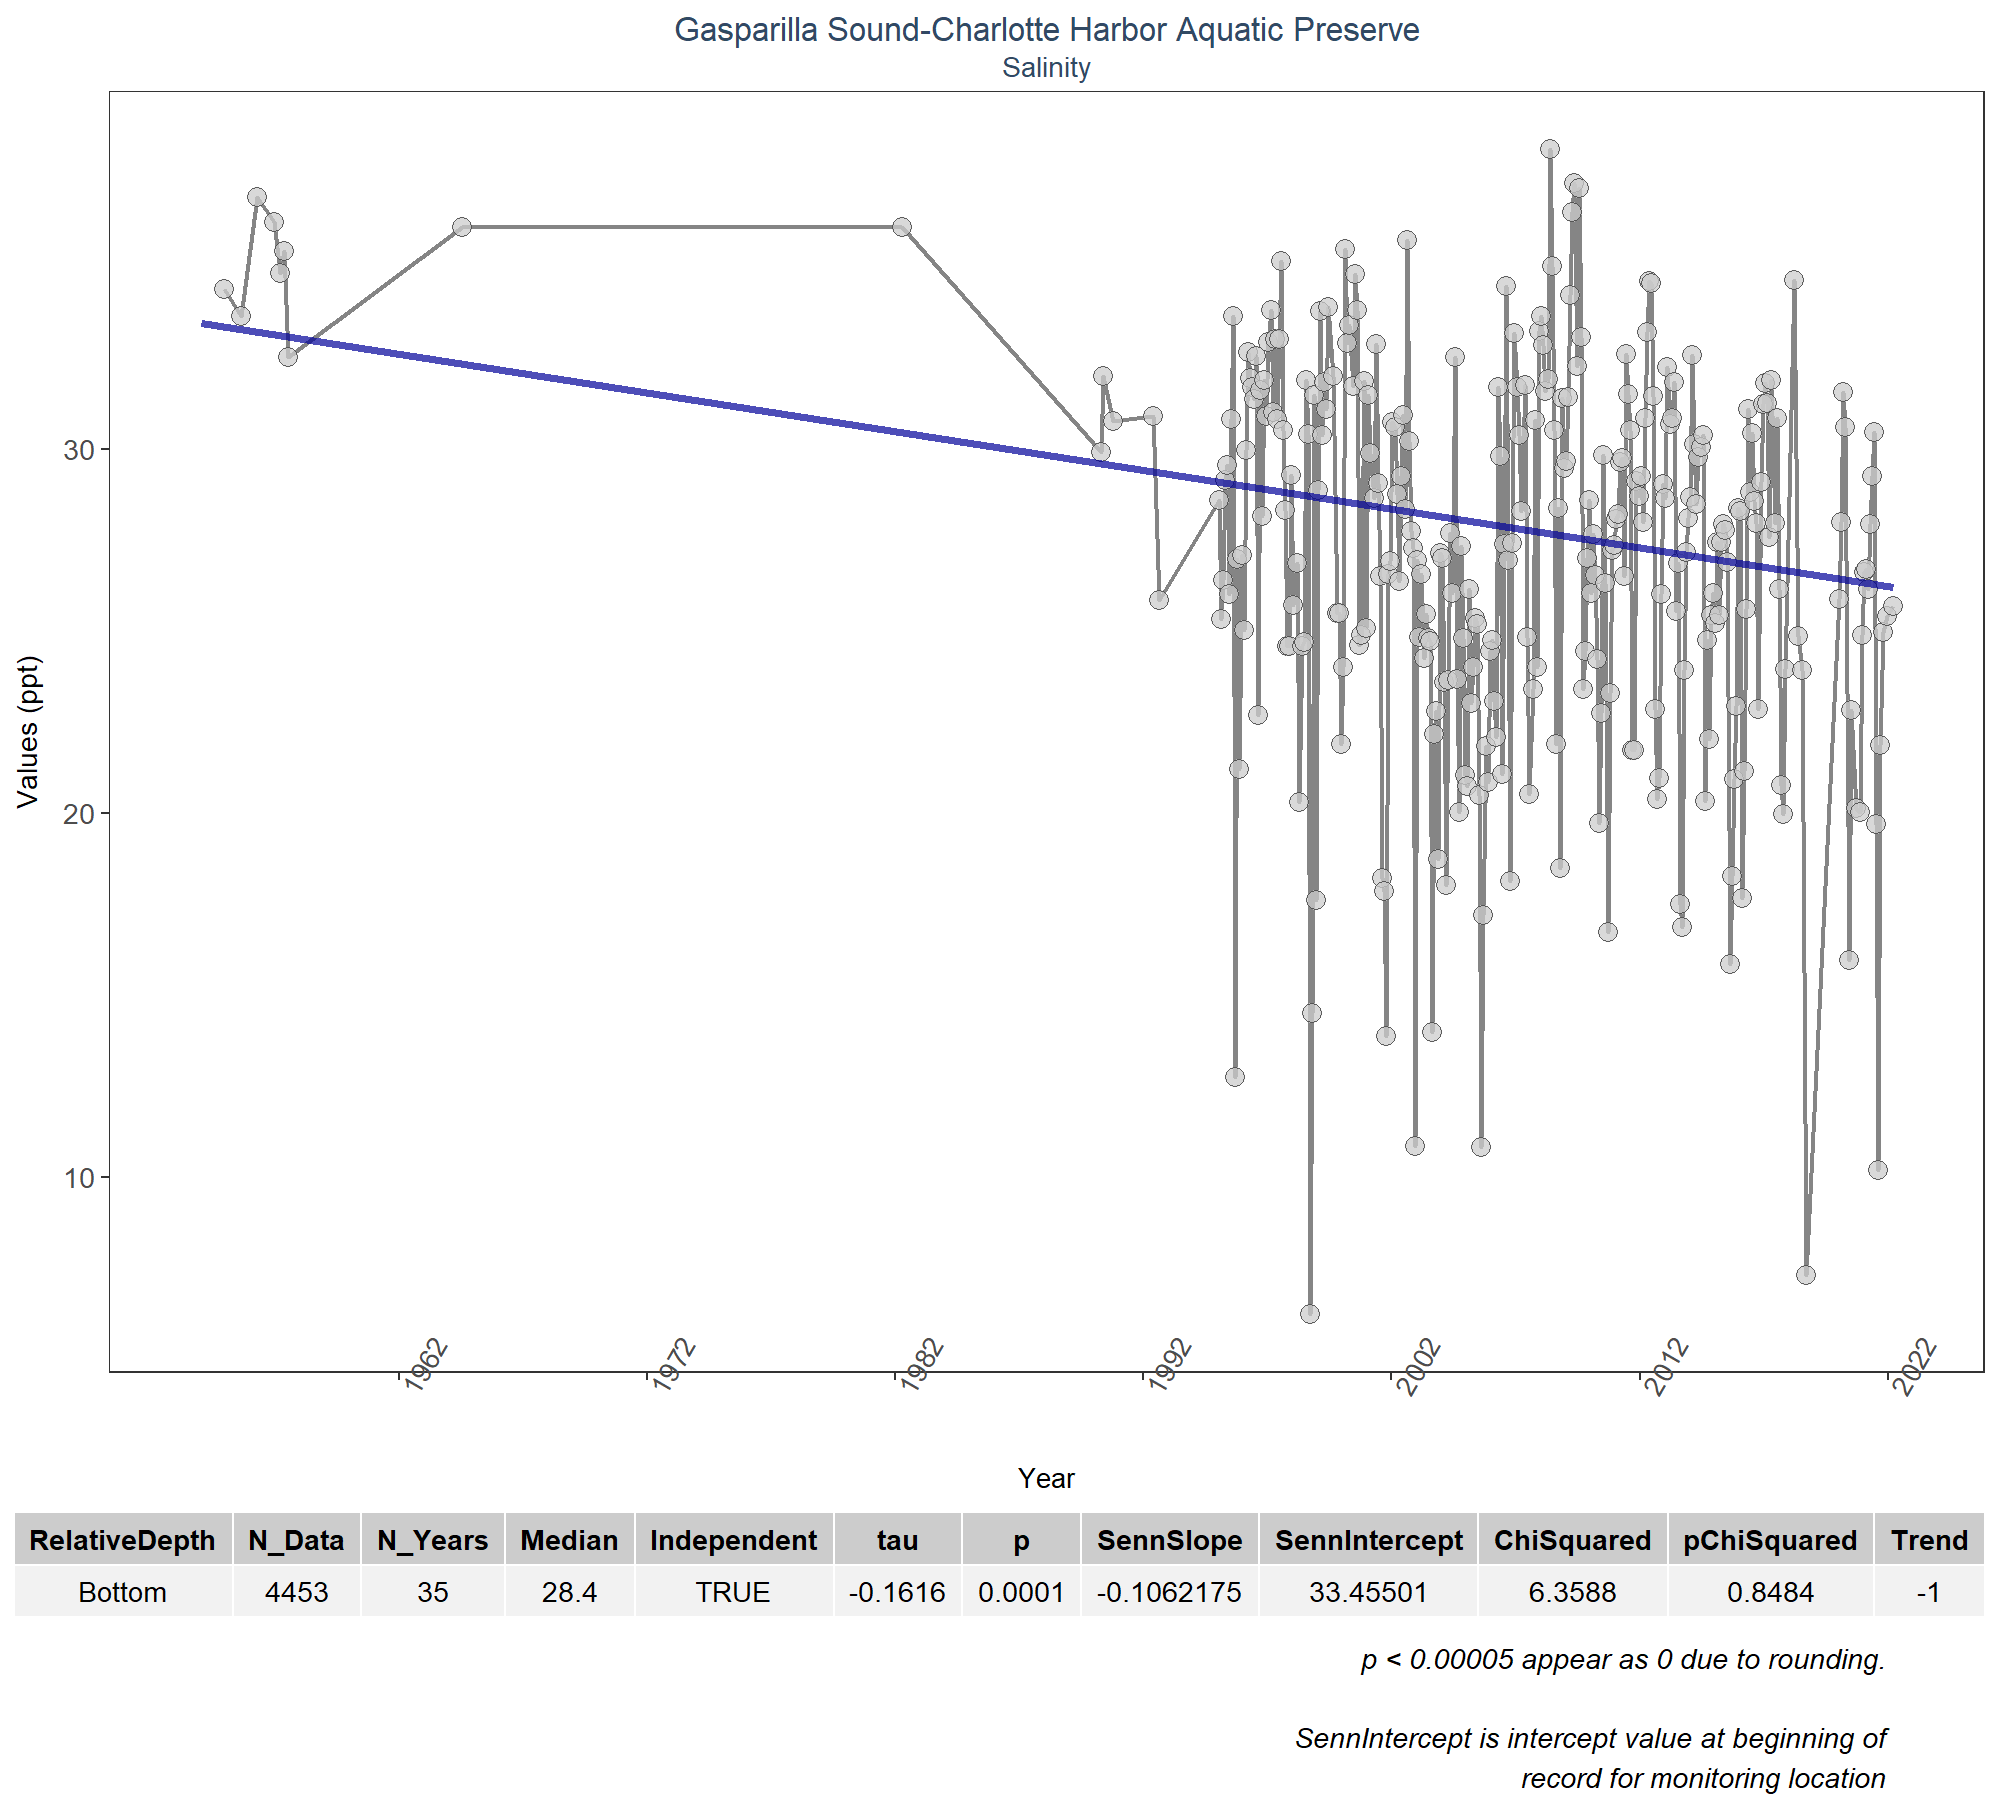 Gasparilla Sound-Charlotte Harbor Aquatic Preserve
Salinity
Values (ppt)
30
20
10
1962 1972 1982 1992 2002 2012 2022
Year
RelativeDepth N_Data N_Years Median Independent tau p SennSlope SennIntercept ChiSquared pChiSquared Trend
Bottom 4453 35 28.4 TRUE -0.1616 0.0001 -0.1062175 33.45501 6.3588 0.8484 -1
p < 0.00005 appear as 0 due to rounding.
SennIntercept is intercept value at beginning of
record for monitoring location